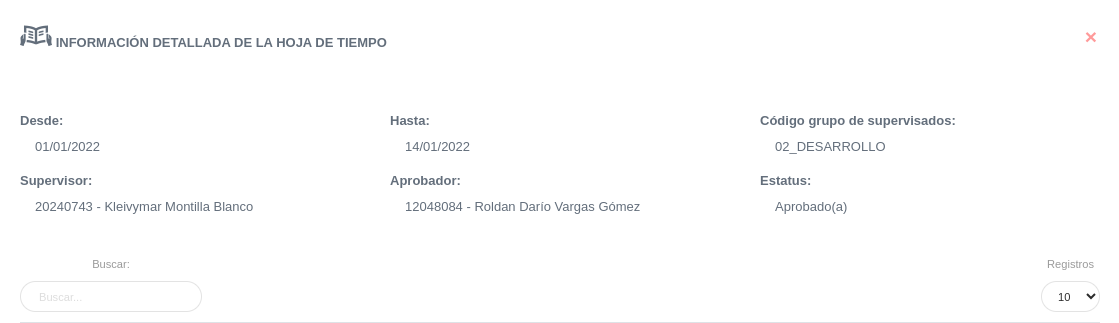 INFORMACIÓN DETALLADA DE LA HOJA DE TIEMPO
×
Desde: Hasta: Código grupo de supervisados:
01/01/2022 14/01/2022 02_DESARROLLO
Supervisor: Aprobador: Estatus:
20240743 - Kleivymar Montilla Blanco 12048084 - Roldan Darío Vargas Gómez Aprobado(a)
Buscar: Registros
Buscar... 10